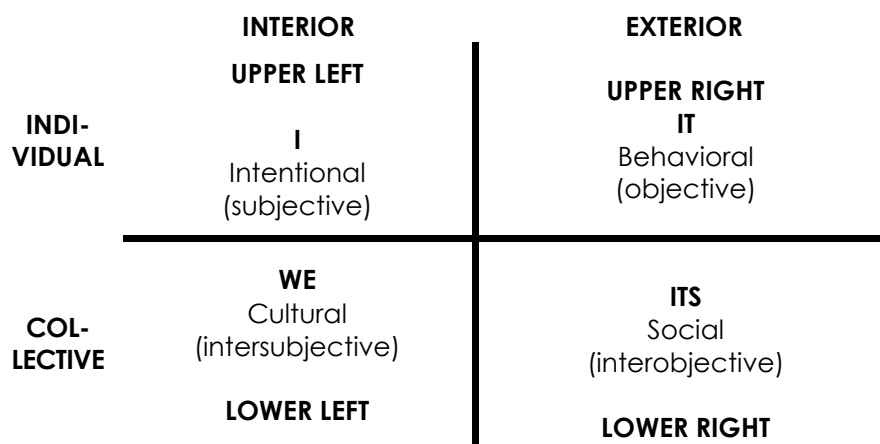 INTERIOR
EXTERIOR
UPPER LEFT
UPPER RIGHT
INDI-
VIDUAL
I
Intentional
(subjective)
IT
Behavioral
(objective)
COL-
LECTIVE
WE
Cultural
(intersubjective)
LOWER LEFT
ITS
Social
(interobjective)
LOWER RIGHT